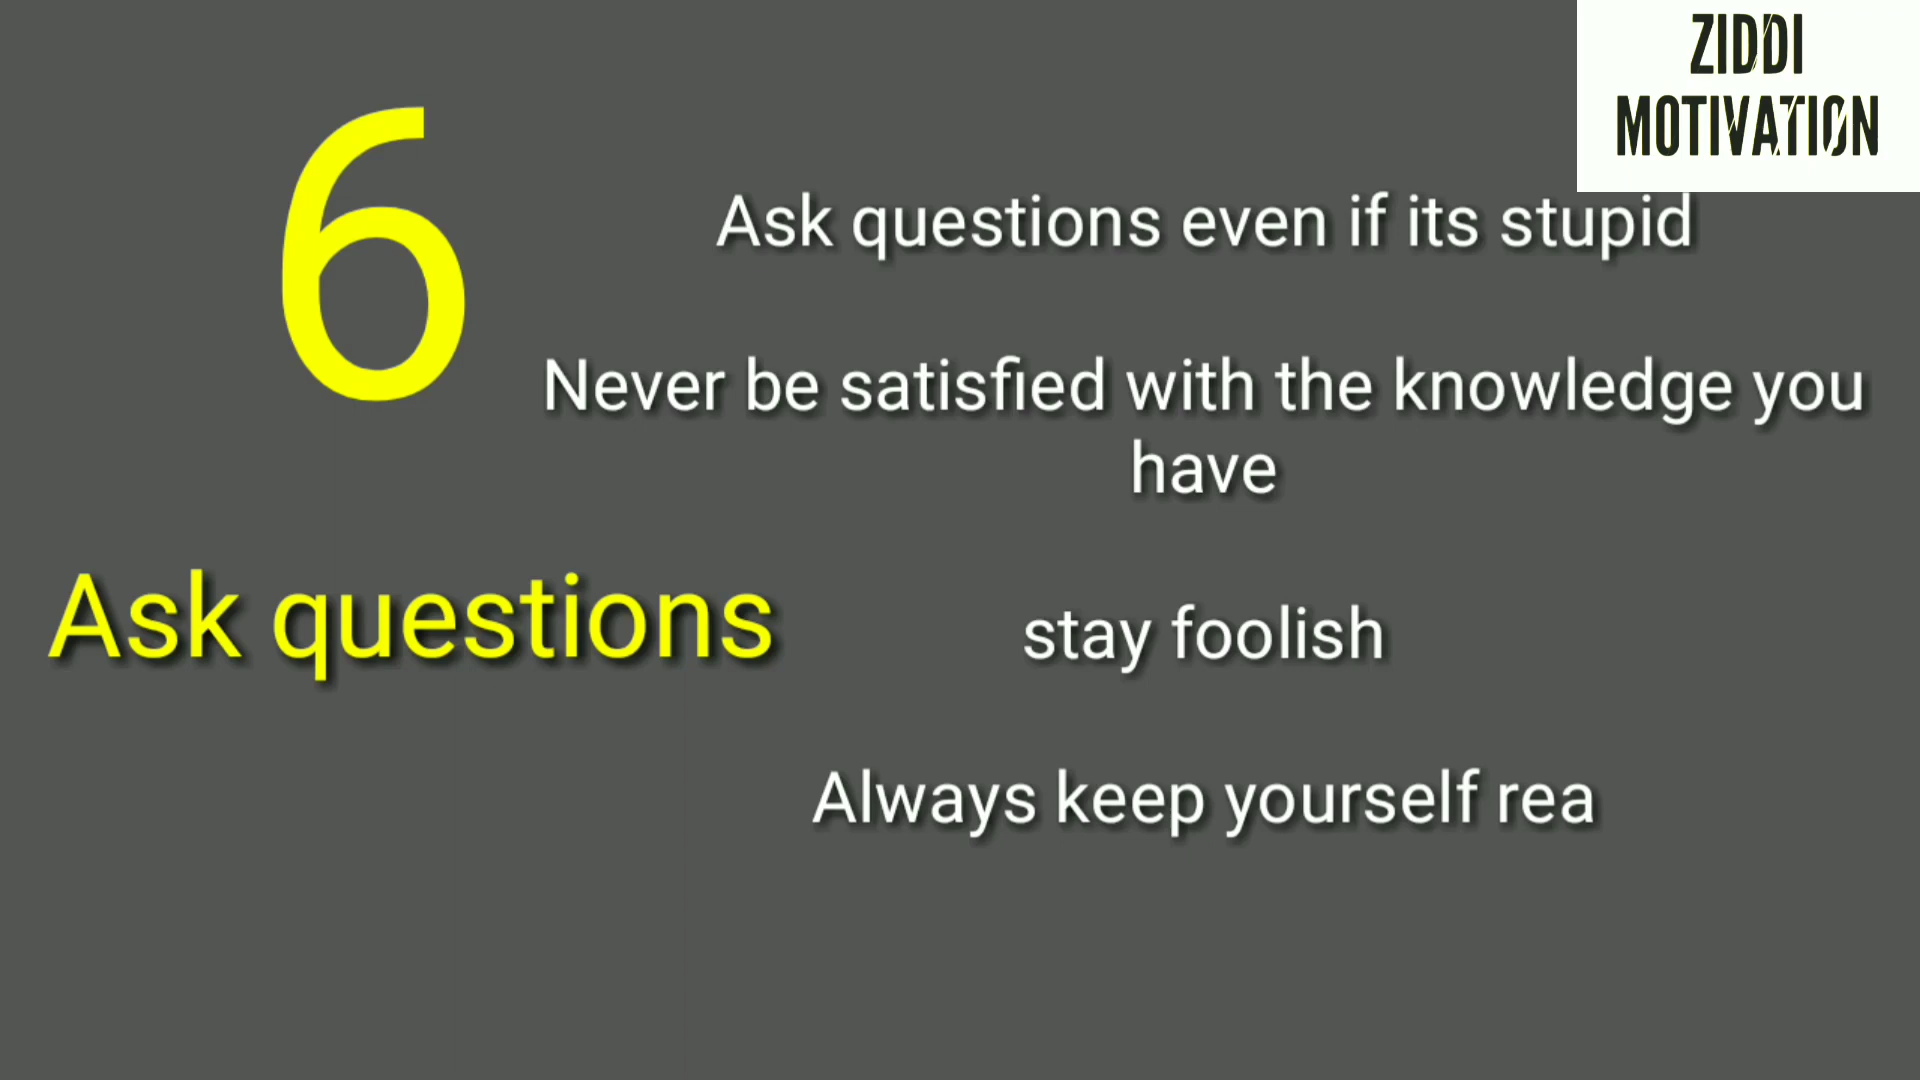 ZIDDI
MOTIVATION
6
Ask questions
Ask questions even if its stupid
Never be satisfied with the knowledge you
have
stay foolish
Always keep yourself rea